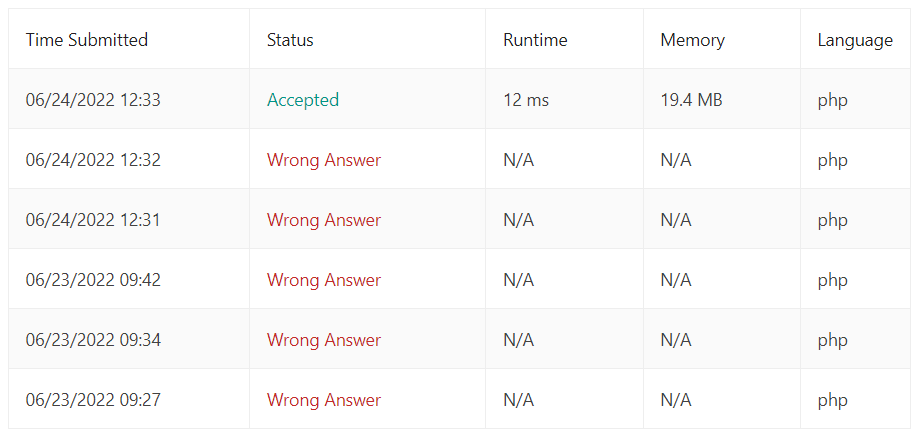 Time Submitted Status Runtime Memory Language
06/24/2022 12:33 Accepted 12 ms 19.4 MB php
06/24/2022 12:32 Wrong Answer N/A N/A php
06/24/2022 12:31 Wrong Answer N/A N/A php
06/23/2022 09:42 Wrong Answer N/A N/A php
06/23/2022 09:34 Wrong Answer N/A N/A php
06/23/2022 09:27 Wrong Answer N/A N/A php